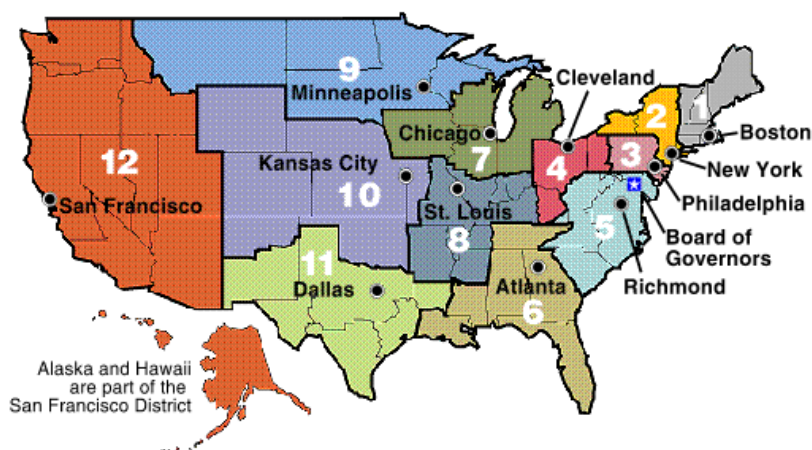 9
Minneapolis
Cleveland
1
2
Chicago
7
Boston
12
Kansas City
4
3
New York
10
San Francisco
St. Louis
Philadelphia
5
8
Board of
Governors
11
Dallas
Atlanta
6
Richmond
Alaska and Hawaii
are part of the
San Francisco District